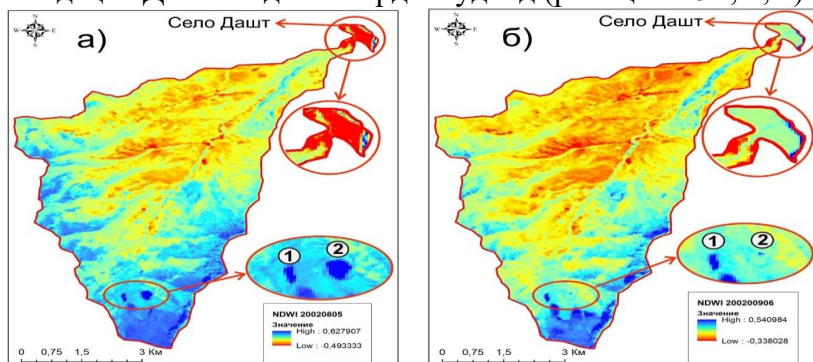 Село Дашт
N
W E
S
а)
1 2
NDWI 20020805
Значение
High : 0,627907
Low : -0,493333
0 0,75 1,5 3 Км
Село Дашт
N
W E
S
б)
1 2
NDWI 202000906
Значение
High : 0,540984
Low : -0,338028
0 0,75 1,5 3 Км